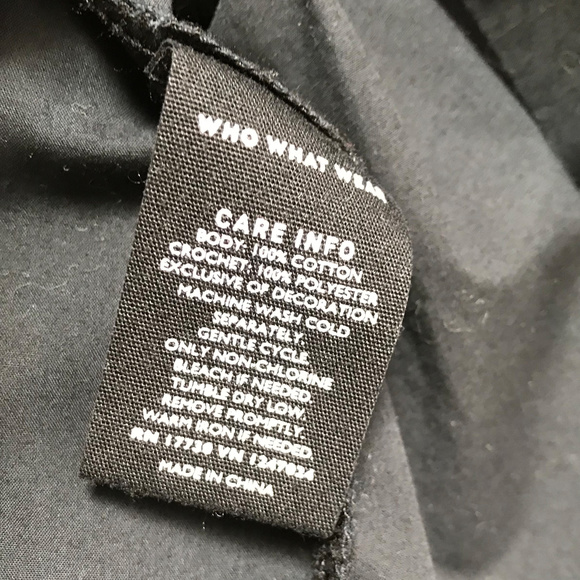 WHO WHAT WEAR
CARE INFO
BODY: 100% COTTON
CROCHET: 100% POLYESTER
EXCLUSIVE OF DECORATION
MACHINE WASH COLD
SEPARATELY.
GENTLE CYCLE.
ONLY NON-CHLORINE
BLEACH IF NEEDED.
TUMBLE DRY LOW.
REMOVE PROMPTLY.
WARM IRON IF NEEDED.
RN 17730 VN
MADE IN CHINA